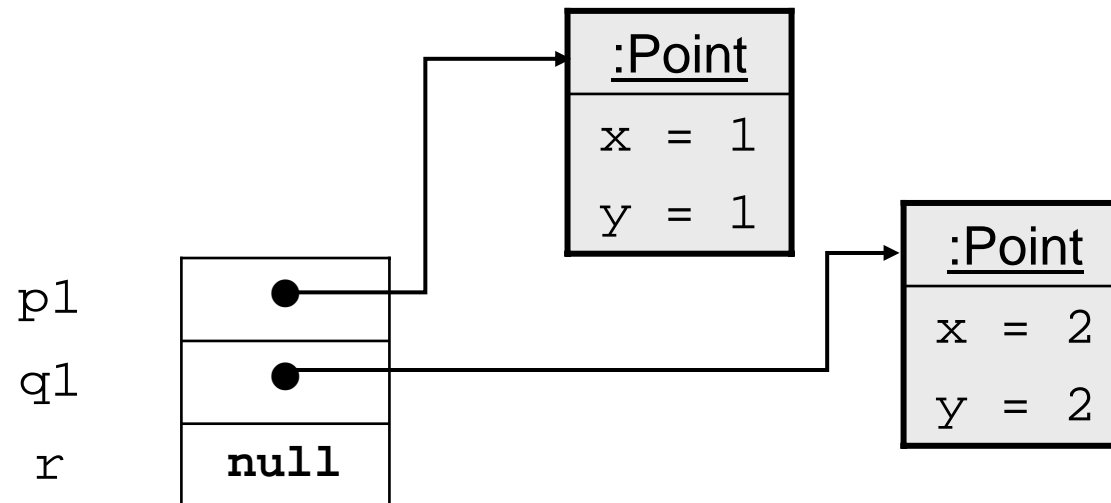 :Point
x = 1
y = 1
:Point
x = 2
y = 2
p1
q1
r null